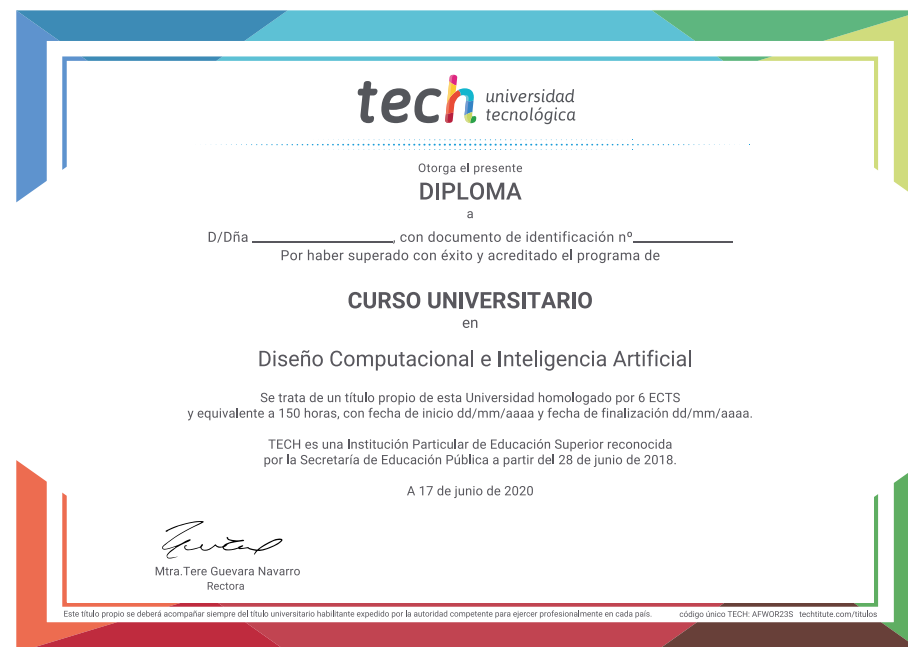 tech universidad
tecnológica
Otorga el presente
DIPLOMA
a
D/Dña ____________________, con documento de identificación nº______________
Por haber superado con éxito y acreditado el programa de
CURSO UNIVERSITARIO
en
Diseño Computacional e Inteligencia Artificial
Se trata de un título propio de esta Universidad homologado por 6 ECTS
y equivalente a 150 horas, con fecha de inicio dd/mm/aaaa y fecha de finalización dd/mm/aaaa.
TECH es una Institución Particular de Educación Superior reconocida
por la Secretaría de Educación Pública a partir del 28 de junio de 2018.
A 17 de junio de 2020
Mtra.Tere Guevara Navarro
Rectora
Este título propio se deberá acompañar siempre del título universitario habilitante expedido por la autoridad competente para ejercer profesionalmente en cada país. código único TECH: AFWOR23S techtitute.com/titulos